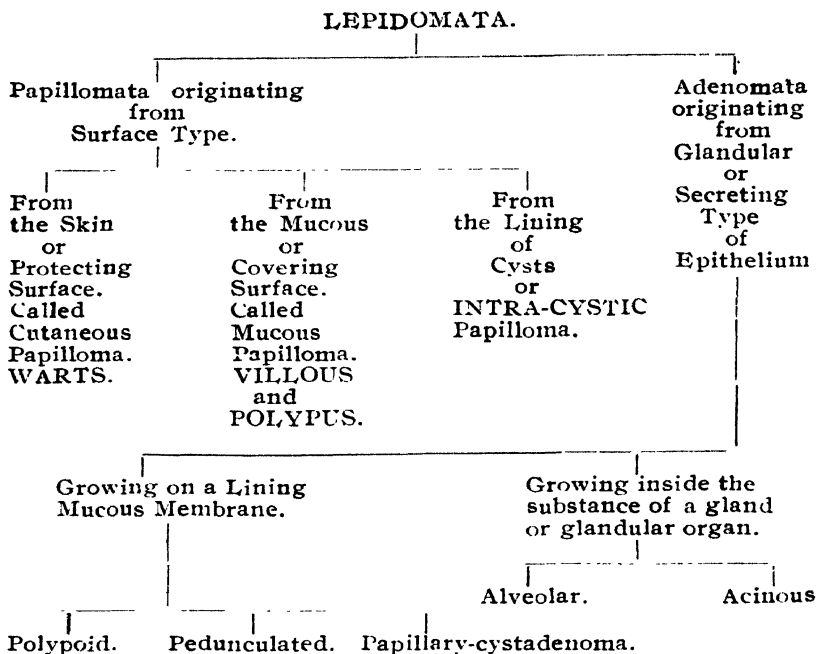 LEPIDOMATA.
Papillomata originating
from
Surface Type.
Adenomata
originating
from
Glandular
or
Secreting
Type
of
Epithelium
From
the Skin
or
Protecting
Surface.
Called
Cutaneous
Papilloma.
WARTS.
From
the Mucous
or
Covering
Surface.
Called
Mucous
Papilloma.
VILLOUS
and
POLYPUS.
From
the Lining
of
Cysts
or
INTRA-CYSTIC
Papilloma.
Growing on a Lining
Mucous Membrane.
Growing inside the
substance of a gland
or glandular organ.
Alveolar.
Acinous
Polypoid.
Pedunculated.
Papillary-cystadenoma.